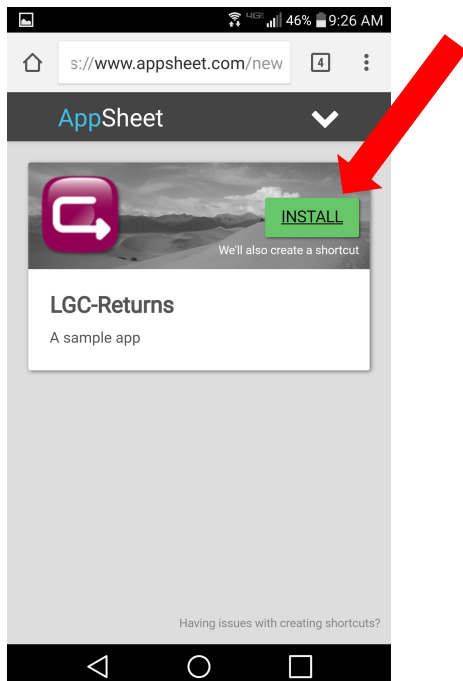 4GE 46% 9:26 AM
s://www.appsheet.com/new 4
AppSheet
INSTALL
We'll also create a shortcut
LGC-Returns
A sample app
Having issues with creating shortcuts?